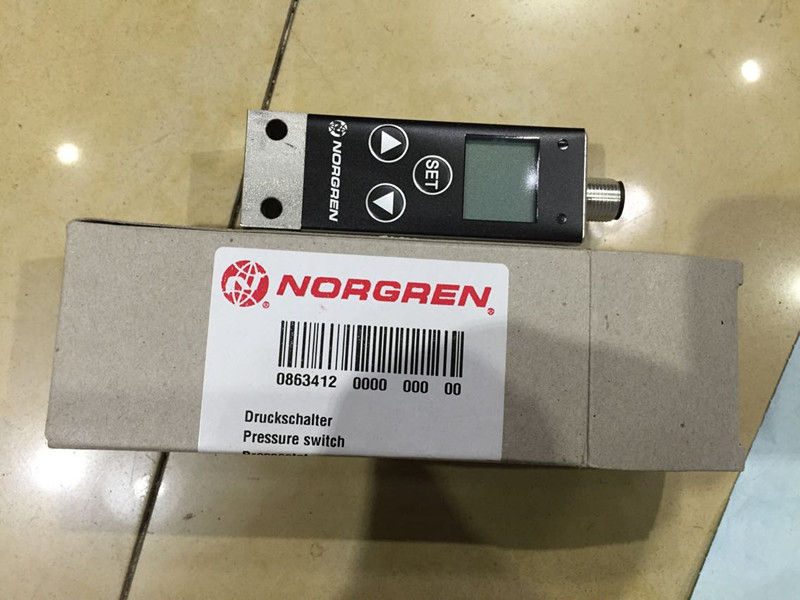 NORGREN
SET
NORGREN
0863412 0000 000 00
Druckschalter
Pressure switch